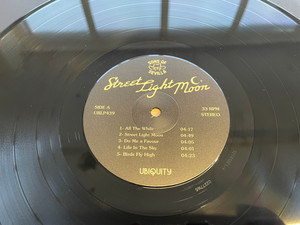 Street Light Moon
SIDE A
33 RPM
STEREO
1- All The While 04:17
2- Street Light Moon 04:49
3- Do Me a Favour 04:05
4- Life In The Sky 04:05
5- Birds Fly High 04:23
UBIQUITY